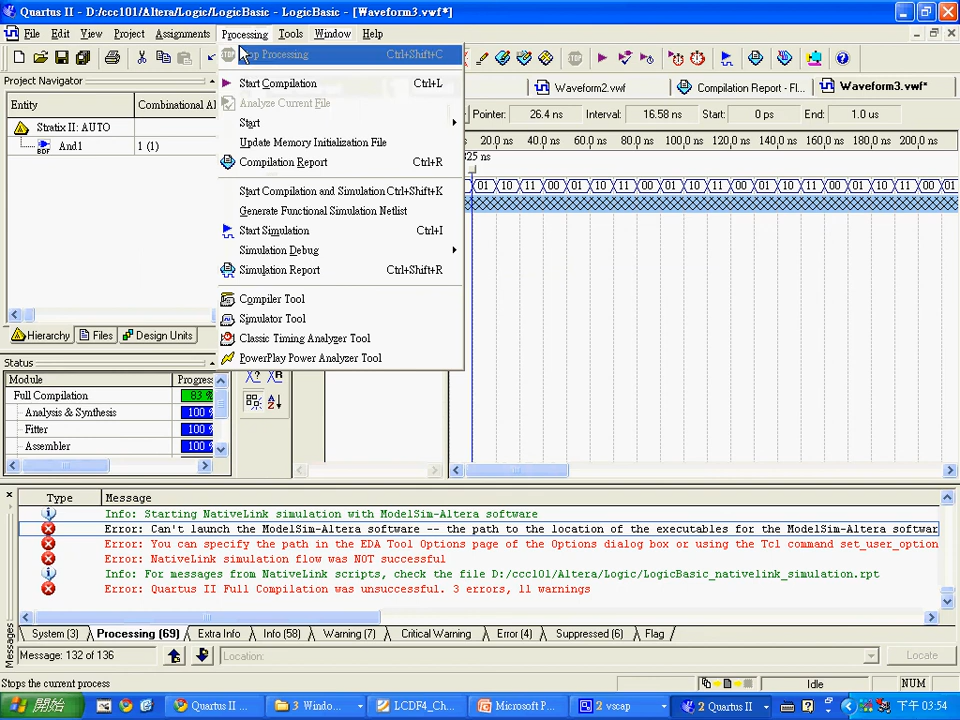 Quartus II - D:/ccc101/Altera/Logic/LogicBasic - LogicBasic - [Waveform3.vwf*]
File Edit View Project Assignments Processing Tools Window Help
Stop Processing Ctrl+Shift+C
Start Compilation Ctrl+L
Analyze Current File
Start
Update Memory Initialization File
Compilation Report Ctrl+R
Start Compilation and Simulation Ctrl+Shift+K
Generate Functional Simulation Netlist
Start Simulation Ctrl+I
Simulation Debug
Simulation Report Ctrl+Shift+R
Compiler Tool
Simulator Tool
Classic Timing Analyzer Tool
PowerPlay Power Analyzer Tool
Project Navigator
Entity Combinational Al
Stratix II: AUTO
And1 1 (1)
Hierarchy Files Design Units
Status
Module Progress
Full Compilation 83 %
Analysis & Synthesis 100 %
Fitter 100 %
Assembler 100 %
Waveform2.vwf Compilation Report - Fl... Waveform3.vwf*
Pointer: 26.4 ns Interval: 16.58 ns Start: 0 ps End: 1.0 us
20.0 ns 40.0 ns 60.0 ns 80.0 ns 100.0 ns 120.0 ns 140.0 ns 160.0 ns 180.0 ns 200.0 ns
825 ns
01 10 11 00 01 10 11 00 01 10 11 00 01 10 11 00 01 10 11 00 01
Type Message
Info: Starting NativeLink simulation with ModelSim-Altera software
Error: Can't launch the ModelSim-Altera software -- the path to the location of the executables for the ModelSim-Altera softwar
Error: You can specify the path in the EDA Tool Options page of the Options dialog box or using the Tcl command set_user_option
Error: NativeLink simulation flow was NOT successful
Info: For messages from NativeLink scripts, check the file D:/ccc101/Altera/Logic/LogicBasic_nativelink_simulation.rpt
Error: Quartus II Full Compilation was unsuccessful. 3 errors, 11 warnings
Messages
System (3) Processing (69) Extra Info Info (58) Warning (7) Critical Warning Error (4) Suppressed (6) Flag
Message: 132 of 136 Location: Locate
Stops the current process Idle NUM
開始 Quartus II ... 3 Windo... LCDF4_Ch... Microsoft P... 2 vscap 2 Quartus II 下午 03:54